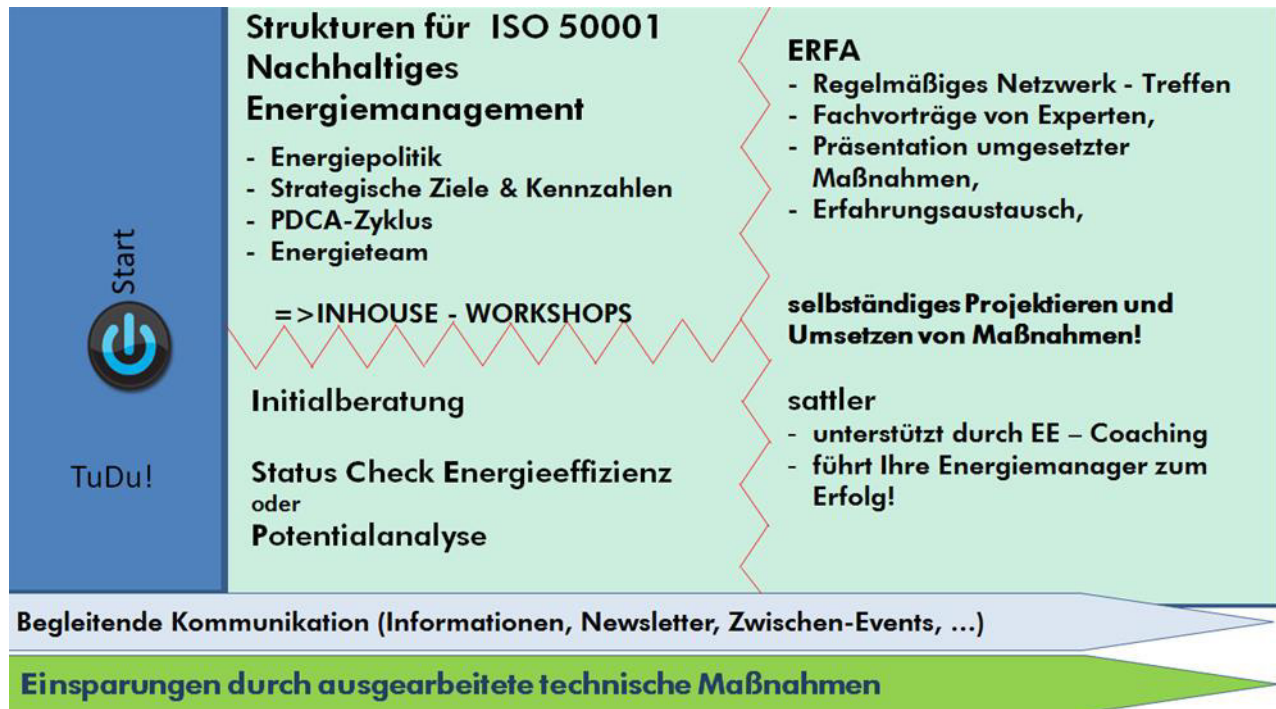 Start
TuDu!
Strukturen für ISO 50001
Nachhaltiges
Energiemanagement
- Energiepolitik
- Strategische Ziele & Kennzahlen
- PDCA-Zyklus
- Energieteam
=>INHOUSE - WORKSHOPS
Initialberatung
Status Check Energieeffizienz
oder
Potentialanalyse
ERFA
- Regelmäßiges Netzwerk - Treffen
- Fachvorträge von Experten,
- Präsentation umgesetzter
Maßnahmen,
- Erfahrungsaustausch,
selbständiges Projektieren und
Umsetzen von Maßnahmen!
sattler
- unterstützt durch EE – Coaching
- führt Ihre Energiemanager zum
Erfolg!
Begleitende Kommunikation (Informationen, Newsletter, Zwischen-Events, ...)
Einsparungen durch ausgearbeitete technische Maßnahmen